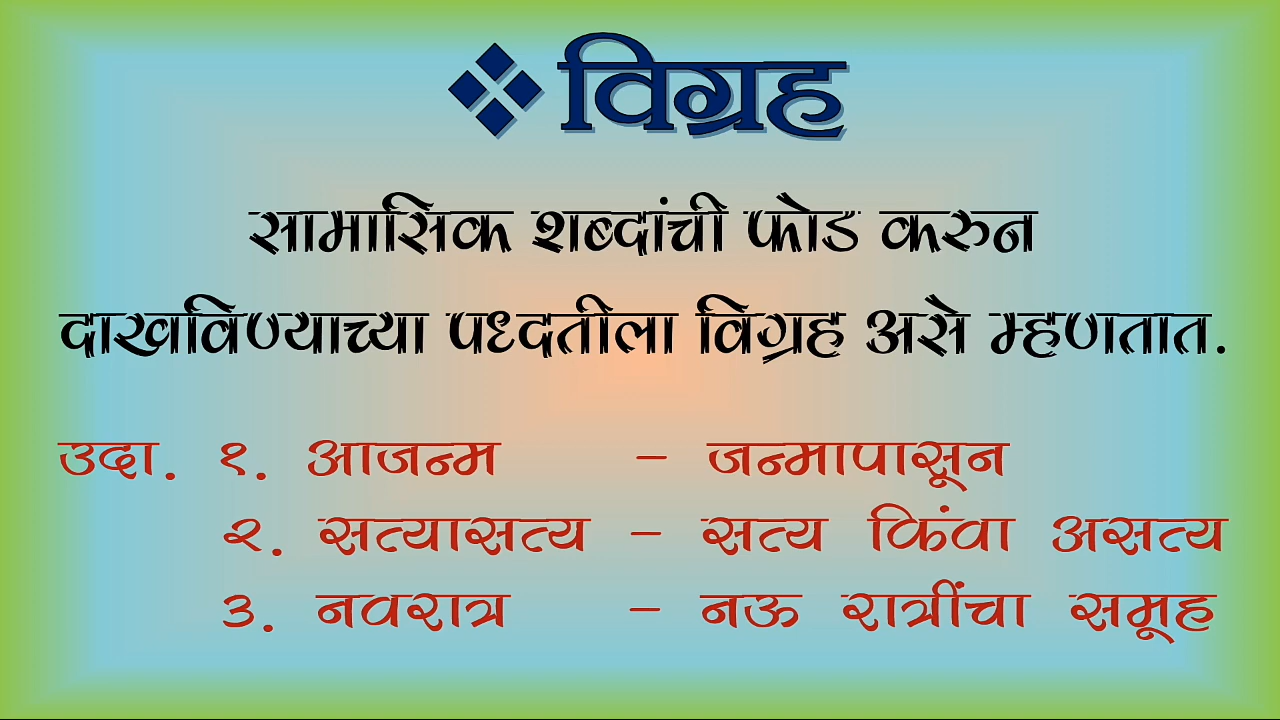 ❖विग्रह
सामासिक शब्दांची फोड करुन
दाखविण्याच्या पध्दतीला विग्रह असे म्हणतात.
उदा. १. आजन्म - जन्मापासून
२. सत्यासत्य - सत्य किंवा असत्य
३. नवरात्र - नऊ रात्रींचा समूह